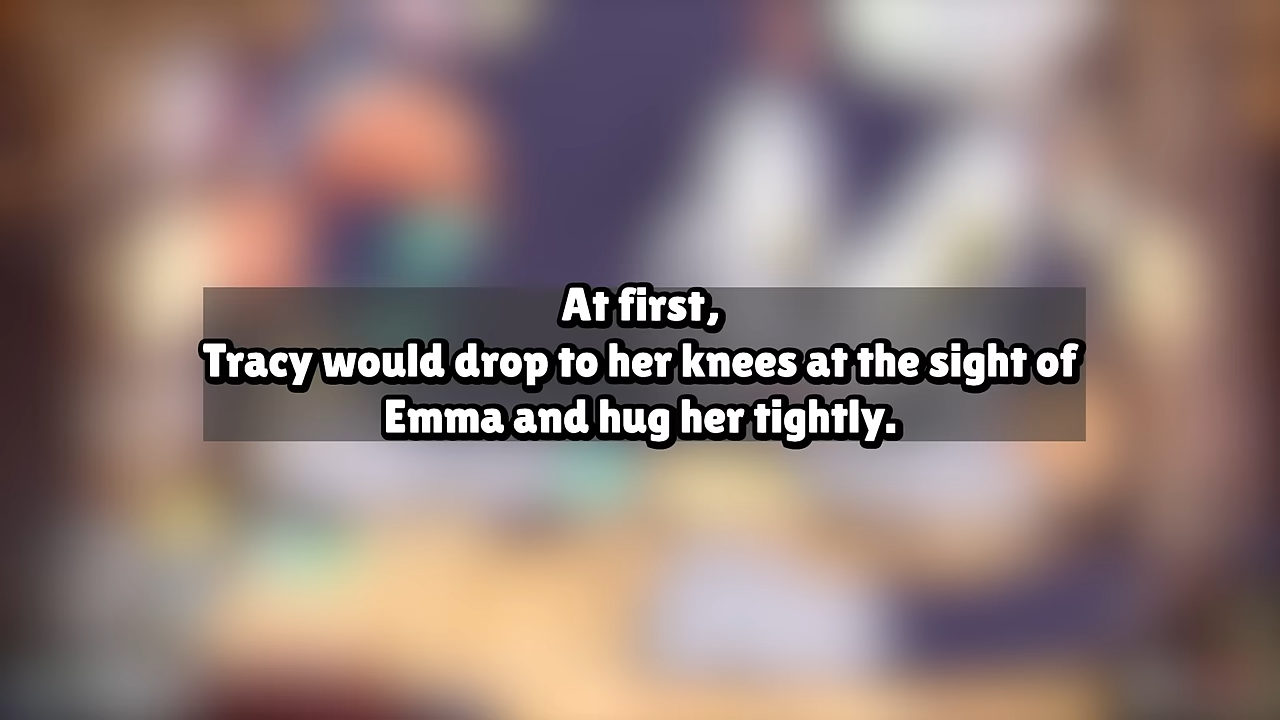 At first,
Tracy would drop to her knees at the sight of
Emma and hug her tightly.